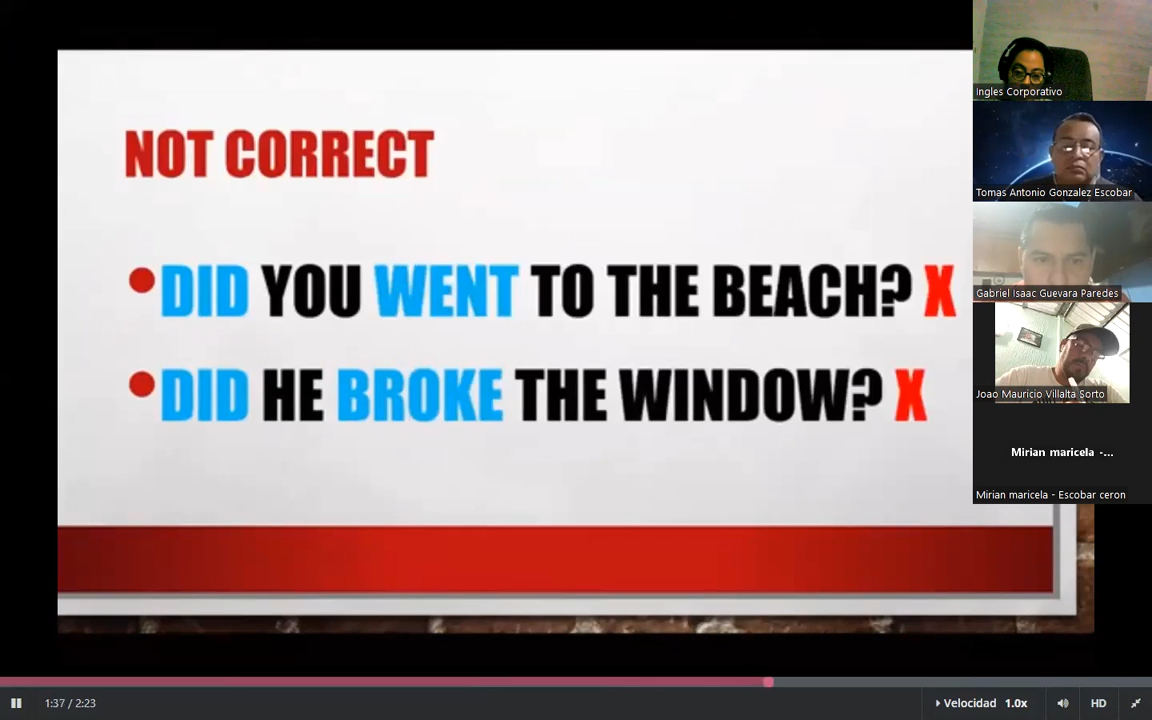 NOT CORRECT
•DID YOU WENT TO THE BEACH? X
•DID HE BROKE THE WINDOW? X
Ingles Corporativo
Tomas Antonio Gonzalez Escobar
Gabriel Isaac Guevara Paredes
Joao Mauricio Villalta Sorto
Mirian maricela -...
Mirian maricela - Escobar ceron
1:37 / 2:23
Velocidad 1.0x
HD